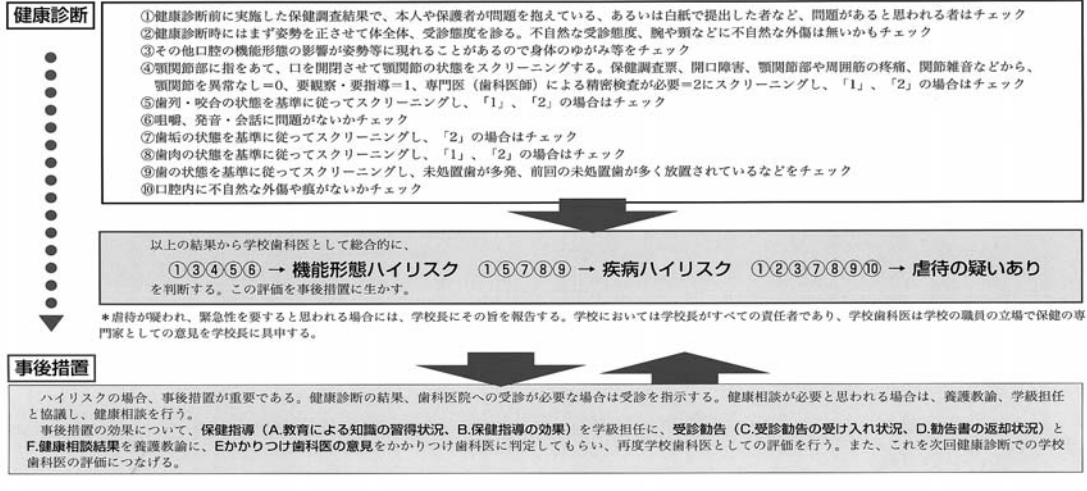 健康診断
①健康診断前に実施した保健調査結果で、本人や保護者が問題を抱えている、あるいは白紙で提出した者など、問題があると思われる者はチェック
②健康診断時にはまず姿勢を正させて体全体、受診態度を診る。不自然な受診態度、腕や頸などに不自然な外傷は無いかもチェック
③その他口腔の機能形態の影響が姿勢等に現れることがあるので身体のゆがみ等をチェック
④顎関節部に指をあて、口を開閉させて顎関節の状態をスクリーニングする。保健調査票、開口障害、顎関節部や周囲筋の疼痛、関節雑音などから、
顎関節を異常なし=0、要観察・要指導=1、専門医（歯科医師）による精密検査が必要=2にスクリーニングし、「1」、「2」の場合はチェック
⑤歯列・咬合の状態を基準に従ってスクリーニングし、「1」、「2」の場合はチェック
⑥咀嚼、発音・会話に問題がないかチェック
⑦歯垢の状態を基準に従ってスクリーニングし、「2」の場合はチェック
⑧歯肉の状態を基準に従ってスクリーニングし、「1」、「2」の場合はチェック
⑨歯の状態を基準に従ってスクリーニングし、未処置歯が多発、前回の未処置歯が多く放置されているなどをチェック
⑩口腔内に不自然な外傷や痕がないかチェック
以上の結果から学校歯科医として総合的に、
①③④⑤⑥ → 機能形態ハイリスク ①⑤⑦⑧⑨ → 疾病ハイリスク ①②③⑦⑧⑨⑩ → 虐待の疑いあり
を判断する。この評価を事後措置に生かす。
＊虐待が疑われ、緊急性を要すると思われる場合には、学校長にその旨を報告する。学校においては学校長がすべての責任者であり、学校歯科医は学校の職員の立場で保健の専
門家としての意見を学校長に具申する。
事後措置
ハイリスクの場合、事後措置が重要である。健康診断の結果、歯科医院への受診が必要な場合は受診を指示する。健康相談が必要と思われる場合は、養護教諭、学級担任
と協議し、健康相談を行う。
事後措置の効果について、保健指導（A.教育による知識の習得状況、B.保健指導の効果）を学級担任に、受診勧告（C.受診勧告の受け入れ状況、D.勧告書の返却状況）と
F.健康相談結果を養護教諭に、Eかかりつけ歯科医の意見をかかりつけ歯科医に判定してもらい、再度学校歯科医としての評価を行う。また、これを次回健康診断での学校
歯科医の評価につなげる。